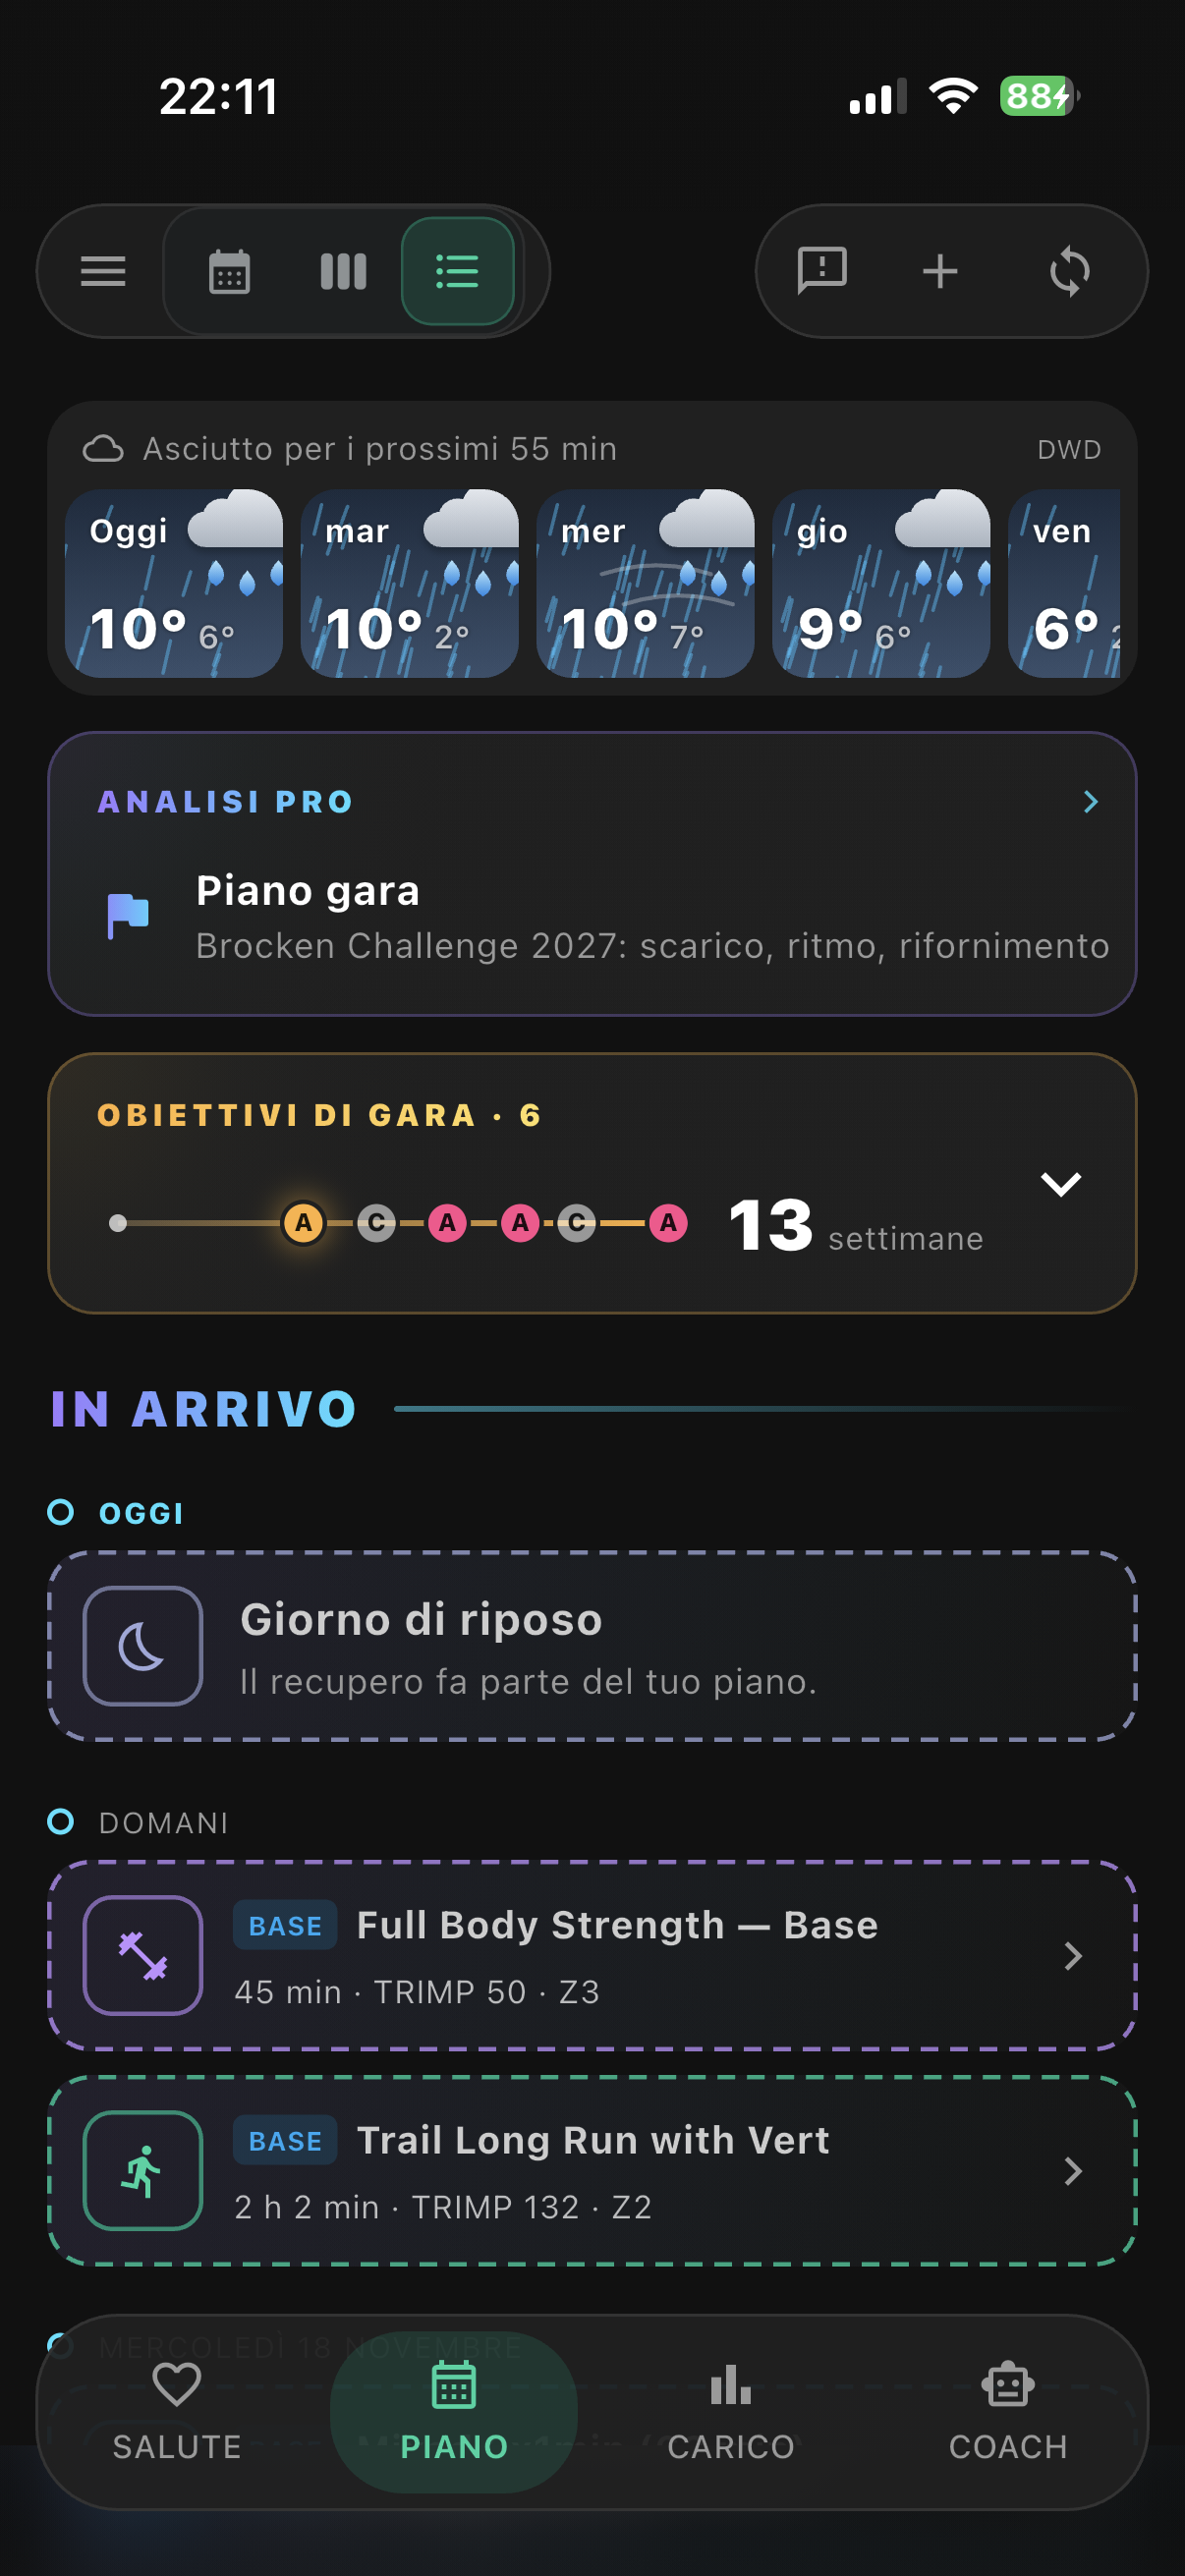 22:11
88
Asciutto per i prossimi 55 min
DWD
Oggi
10° 6°
mar
10° 2°
mer
10° 7°
gio
9° 6°
ven
6°
ANALISI PRO
Piano gara
Brocken Challenge 2027: scarico, ritmo, rifornimento
OBIETTIVI DI GARA · 6
A C A A C A
13 settimane
IN ARRIVO
OGGI
Giorno di riposo
Il recupero fa parte del tuo piano.
DOMANI
BASE Full Body Strength — Base
45 min · TRIMP 50 · Z3
BASE Trail Long Run with Vert
2 h 2 min · TRIMP 132 · Z2
MERCOLEDÌ 18 NOVEMBRE
SALUTE
PIANO
CARICO
COACH